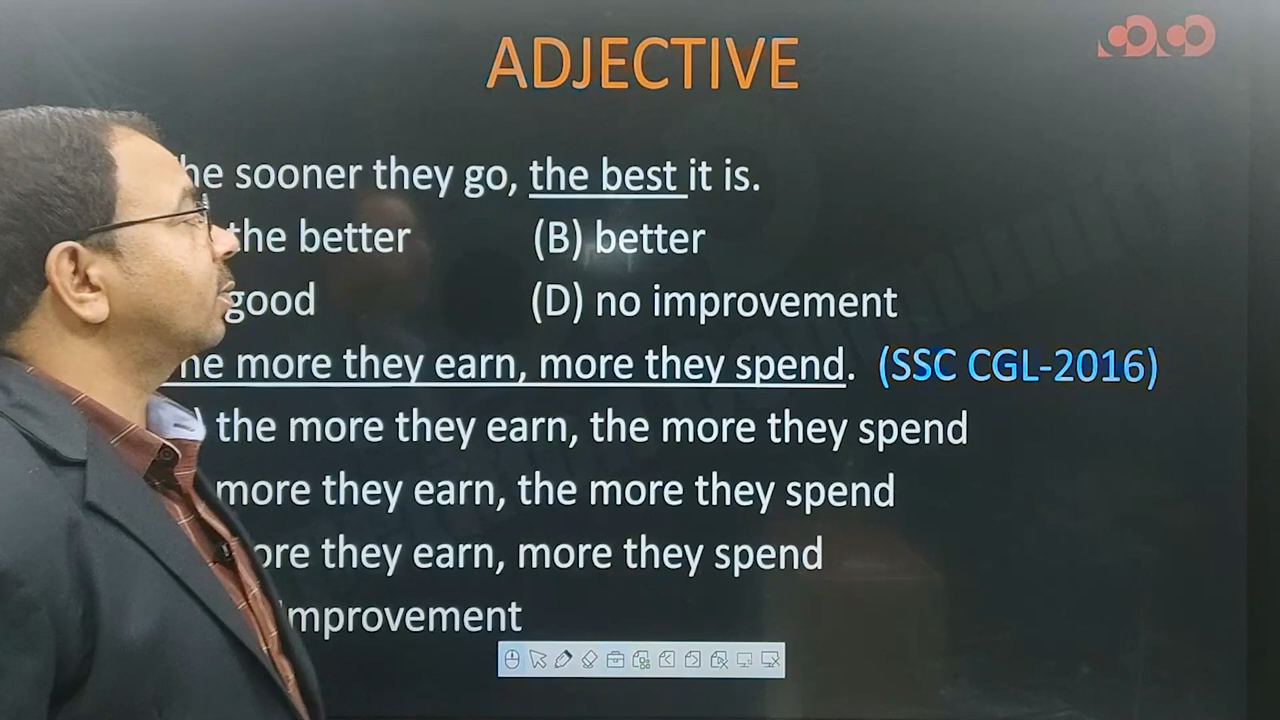 ADJECTIVE
he sooner they go, the best it is.
the better (B) better
good (D) no improvement
he more they earn, more they spend. (SSC CGL-2016)
) the more they earn, the more they spend
more they earn, the more they spend
ore they earn, more they spend
Improvement